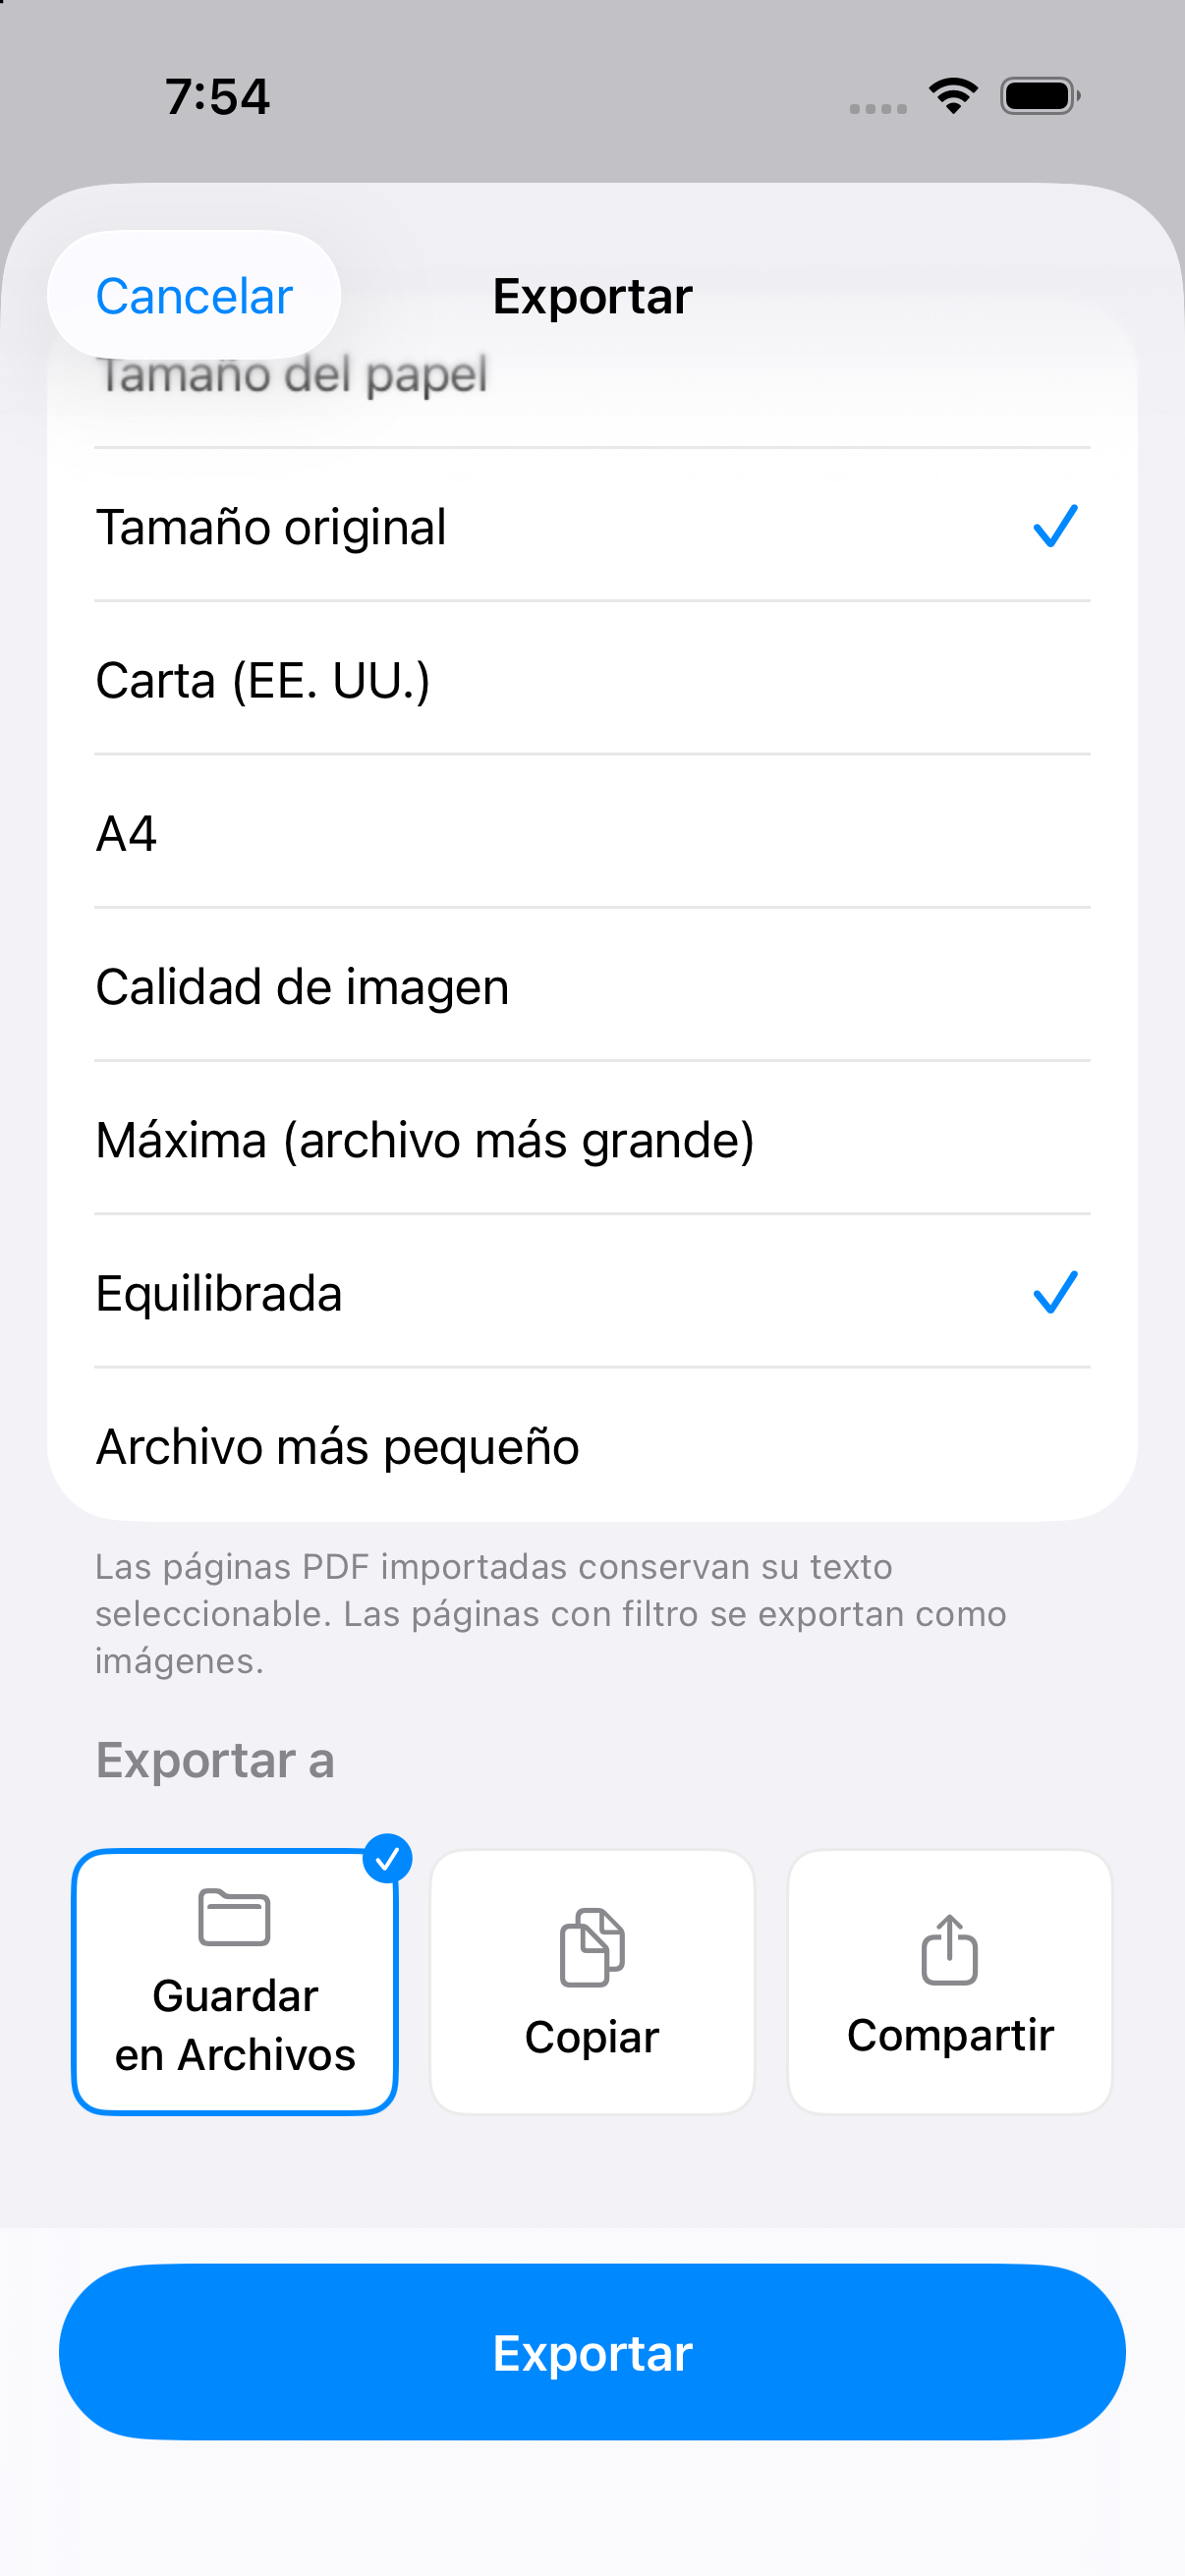 7:54
Cancelar
Exportar
Tamaño del papel
Tamaño original
Carta (EE. UU.)
A4
Calidad de imagen
Máxima (archivo más grande)
Equilibrada
Archivo más pequeño
Las páginas PDF importadas conservan su texto
seleccionable. Las páginas con filtro se exportan como
imágenes.
Exportar a
Guardar
en Archivos
Copiar
Compartir
Exportar